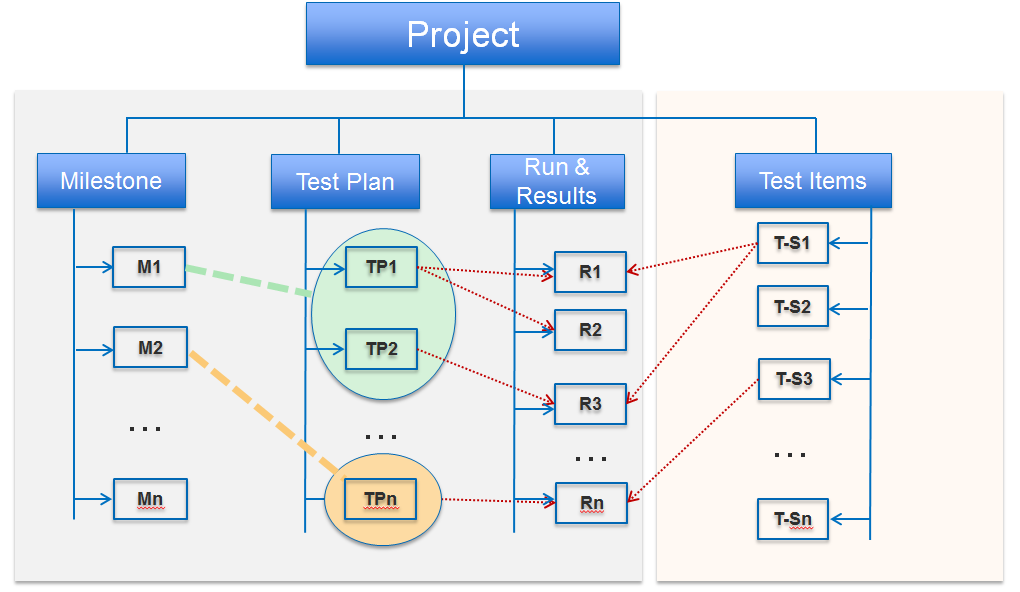 Project
Milestone
Test Plan
Run &
Results
Test Items
M1
TP1
R1
T-S1
M2
TP2
R2
T-S2
R3
T-S3
...
...
...
...
Mn
TPn
Rn
T-Sn